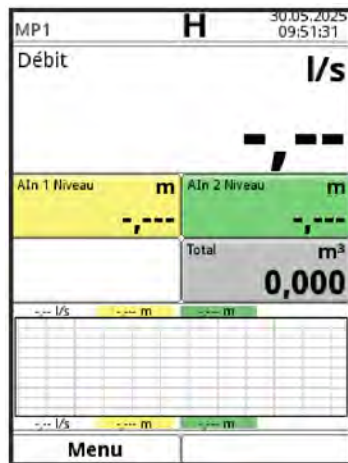 MP1 H 30.05.2025
09:51:31
Débit l/s
-,--
AIn 1 Niveau m AIn 2 Niveau m
-,--- -,---
Total m³
0,000
-,-- l/s -,--- m -,--- m
-,-- l/s -,--- m -,--- m
Menu